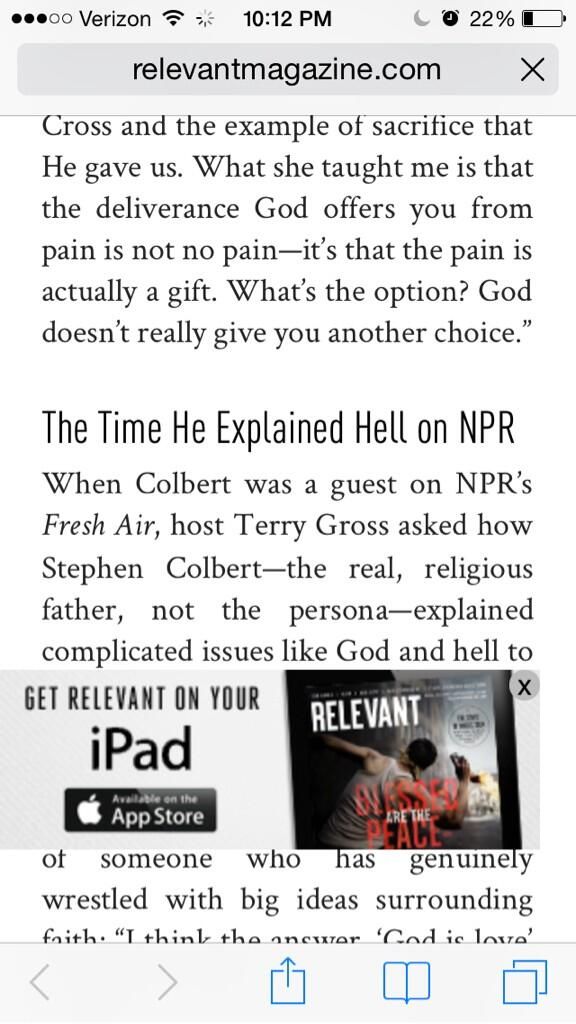 Verizon 10:12 PM 22%
relevantmagazine.com
Cross and the example of sacrifice that
He gave us. What she taught me is that
the deliverance God offers you from
pain is not no pain—it’s that the pain is
actually a gift. What’s the option? God
doesn’t really give you another choice.”
The Time He Explained Hell on NPR
When Colbert was a guest on NPR’s
Fresh Air, host Terry Gross asked how
Stephen Colbert—the real, religious
father, not the persona—explained
complicated issues like God and hell to
GET RELEVANT ON YOUR
iPad
Available on the
App Store
RELEVANT
BLESSED
ARE THE
PEACE
X
of someone who has genuinely
wrestled with big ideas surrounding
faith: “I think the answer, ‘God is love’